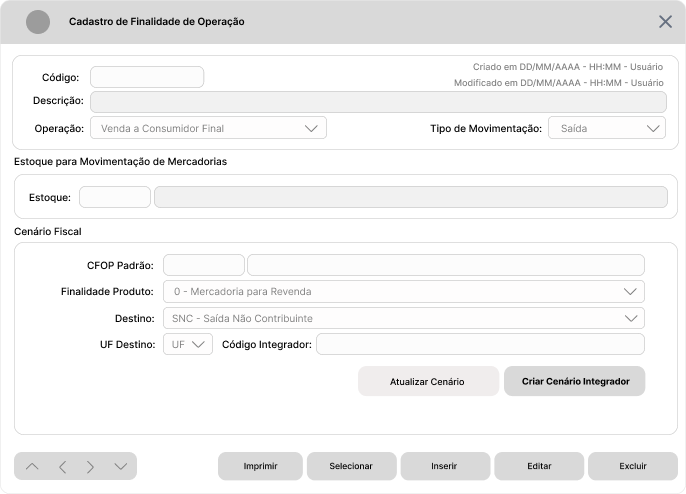 Cadastro de Finalidade de Operação
Criado em DD/MM/AAAA - HH:MM - Usuário
Código:
Modificado em DD/MM/AAAA - HH:MM - Usuário
Descrição:
Operação: Venda a Consumidor Final Tipo de Movimentação: Saída
Estoque para Movimentação de Mercadorias
Estoque:
Cenário Fiscal
CFOP Padrão:
Finalidade Produto: 0 - Mercadoria para Revenda
Destino: SNC - Saída Não Contribuinte
UF Destino: UF Código Integrador:
Atualizar Cenário Criar Cenário Integrador
Imprimir Selecionar Inserir Editar Excluir